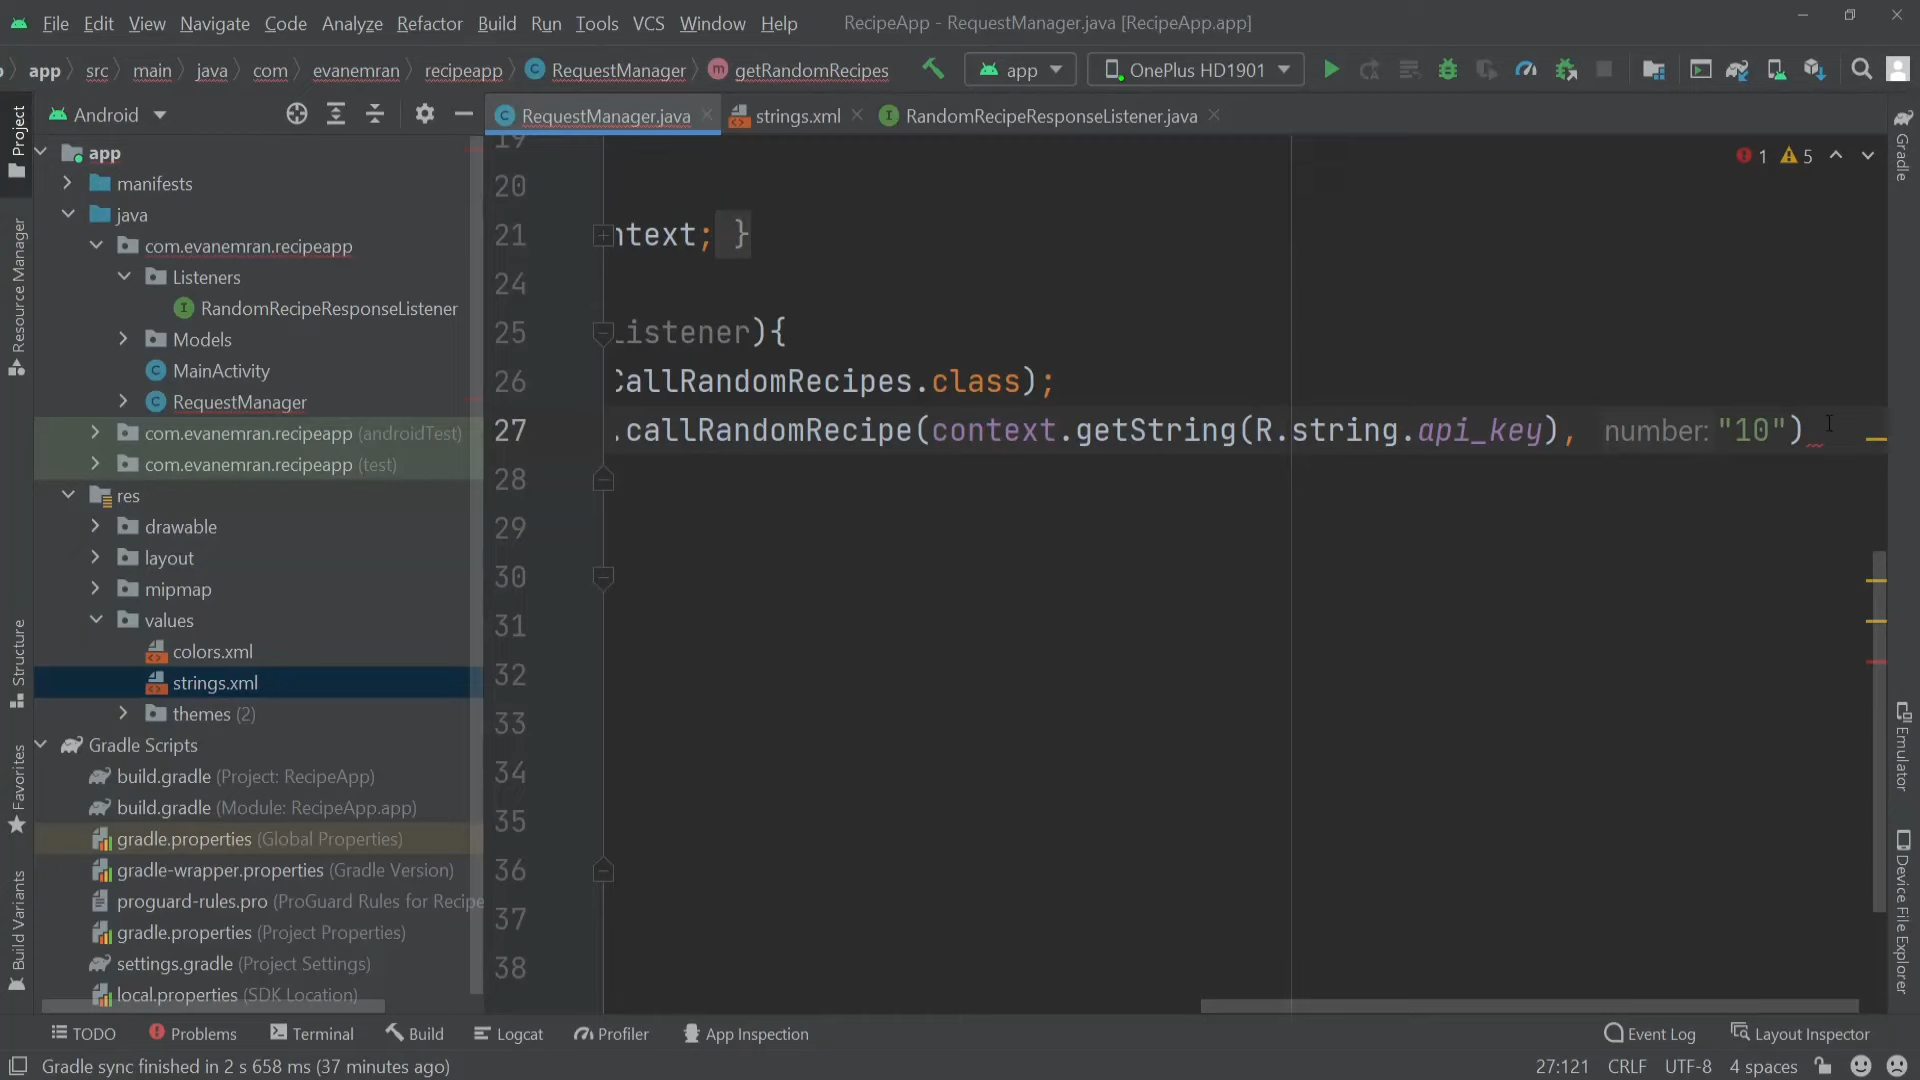 File Edit View Navigate Code Analyze Refactor Build Run Tools VCS Window Help RecipeApp - RequestManager.java [RecipeApp.app]
app src main java com evanemran recipeapp RequestManager getRandomRecipes app OnePlus HD1901
Project
Android
RequestManager.java strings.xml RandomRecipeResponseListener.java
Gradle
app
manifests
java
com.evanemran.recipeapp
Listeners
RandomRecipeResponseListener
Models
MainActivity
RequestManager
com.evanemran.recipeapp (androidTest)
com.evanemran.recipeapp (test)
res
drawable
layout
mipmap
values
colors.xml
strings.xml
themes (2)
Gradle Scripts
build.gradle (Project: RecipeApp)
build.gradle (Module: RecipeApp.app)
gradle.properties (Global Properties)
gradle-wrapper.properties (Gradle Version)
proguard-rules.pro (ProGuard Rules for Recipe
gradle.properties (Project Properties)
settings.gradle (Project Settings)
local.properties (SDK Location)
Resource Manager
Structure
Favorites
Build Variants
1 5
19
20
21 ntext; }
24
25 Listener){
26 CallRandomRecipes.class);
27 .callRandomRecipe(context.getString(R.string.api_key), number: "10")
28
29
30
31
32
33
34
35
36
37
38
Emulator
Device File Explorer
TODO Problems Terminal Build Logcat Profiler App Inspection Event Log Layout Inspector
Gradle sync finished in 2 s 658 ms (37 minutes ago) 27:121 CRLF UTF-8 4 spaces